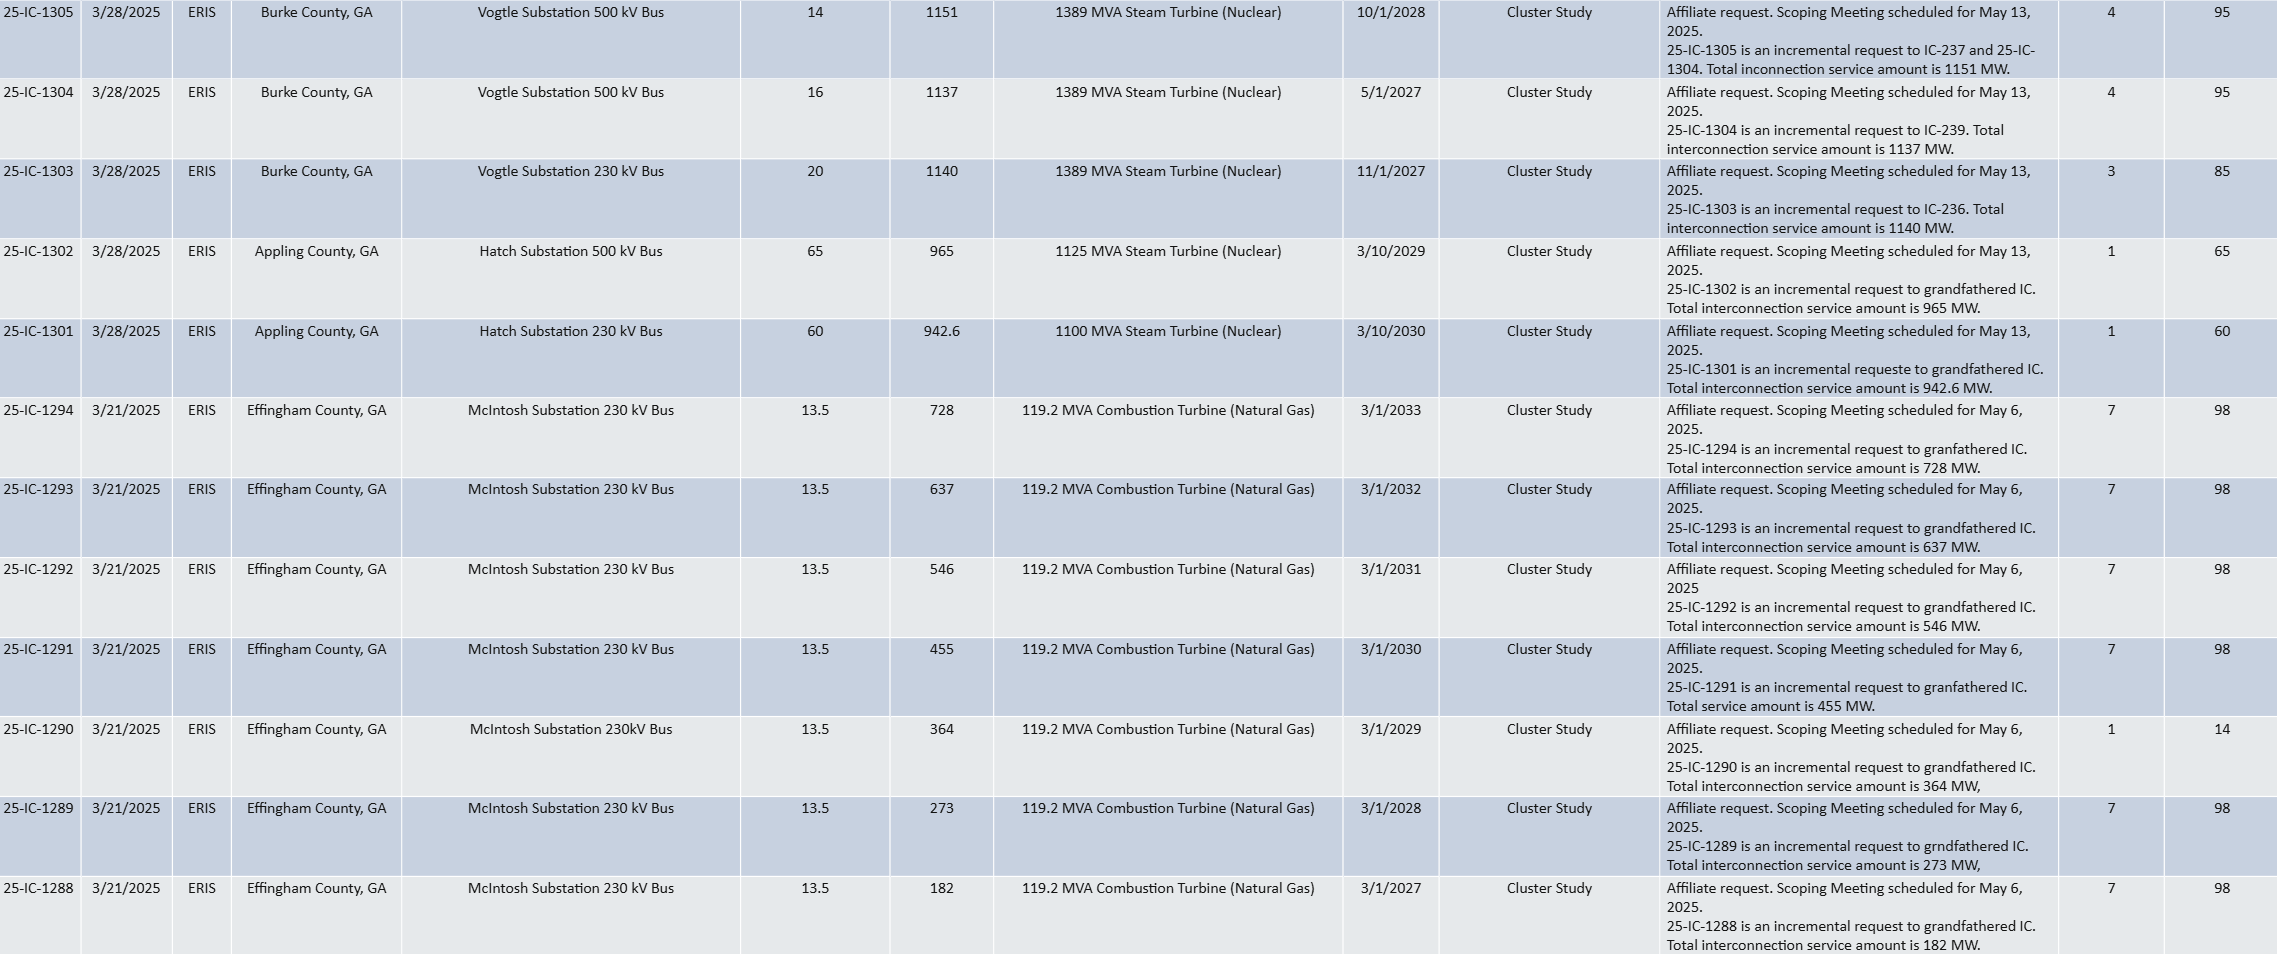 25-IC-1305 3/28/2025 ERIS Burke County, GA Vogtle Substation 500 kV Bus 14 1151 1389 MVA Steam Turbine (Nuclear) 10/1/2028 Cluster Study Affiliate request. Scoping Meeting scheduled for May 13, 4 95
2025.
25-IC-1305 is an incremental request to IC-237 and 25-IC-
1304. Total inconnection service amount is 1151 MW.
25-IC-1304 3/28/2025 ERIS Burke County, GA Vogtle Substation 500 kV Bus 16 1137 1389 MVA Steam Turbine (Nuclear) 5/1/2027 Cluster Study Affiliate request. Scoping Meeting scheduled for May 13, 4 95
2025.
25-IC-1304 is an incremental request to IC-239. Total
interconnection service amount is 1137 MW.
25-IC-1303 3/28/2025 ERIS Burke County, GA Vogtle Substation 230 kV Bus 20 1140 1389 MVA Steam Turbine (Nuclear) 11/1/2027 Cluster Study Affiliate request. Scoping Meeting scheduled for May 13, 3 85
2025.
25-IC-1303 is an incremental request to IC-236. Total
interconnection service amount is 1140 MW.
25-IC-1302 3/28/2025 ERIS Appling County, GA Hatch Substation 500 kV Bus 65 965 1125 MVA Steam Turbine (Nuclear) 3/10/2029 Cluster Study Affiliate request. Scoping Meeting scheduled for May 13, 1 65
2025.
25-IC-1302 is an incremental request to grandfathered IC.
Total interconnection service amount is 965 MW.
25-IC-1301 3/28/2025 ERIS Appling County, GA Hatch Substation 230 kV Bus 60 942.6 1100 MVA Steam Turbine (Nuclear) 3/10/2030 Cluster Study Affiliate request. Scoping Meeting scheduled for May 13, 1 60
2025.
25-IC-1301 is an incremental requeste to grandfathered IC.
Total interconnection service amount is 942.6 MW.
25-IC-1294 3/21/2025 ERIS Effingham County, GA McIntosh Substation 230 kV Bus 13.5 728 119.2 MVA Combustion Turbine (Natural Gas) 3/1/2033 Cluster Study Affiliate request. Scoping Meeting scheduled for May 6, 7 98
2025.
25-IC-1294 is an incremental request to granfathered IC.
Total interconnection service amount is 728 MW.
25-IC-1293 3/21/2025 ERIS Effingham County, GA McIntosh Substation 230 kV Bus 13.5 637 119.2 MVA Combustion Turbine (Natural Gas) 3/1/2032 Cluster Study Affiliate request. Scoping Meeting scheduled for May 6, 7 98
2025.
25-IC-1293 is an incremental request to grandfathered IC.
Total interconnection service amount is 637 MW.
25-IC-1292 3/21/2025 ERIS Effingham County, GA McIntosh Substation 230 kV Bus 13.5 546 119.2 MVA Combustion Turbine (Natural Gas) 3/1/2031 Cluster Study Affiliate request. Scoping Meeting scheduled for May 6, 7 98
2025
25-IC-1292 is an incremental request to grandfathered IC.
Total interconnection service amount is 546 MW.
25-IC-1291 3/21/2025 ERIS Effingham County, GA McIntosh Substation 230 kV Bus 13.5 455 119.2 MVA Combustion Turbine (Natural Gas) 3/1/2030 Cluster Study Affiliate request. Scoping Meeting scheduled for May 6, 7 98
2025.
25-IC-1291 is an incremental request to granfathered IC.
Total service amount is 455 MW.
25-IC-1290 3/21/2025 ERIS Effingham County, GA McIntosh Substation 230kV Bus 13.5 364 119.2 MVA Combustion Turbine (Natural Gas) 3/1/2029 Cluster Study Affiliate request. Scoping Meeting scheduled for May 6, 1 14
2025.
25-IC-1290 is an incremental request to grandfathered IC.
Total interconnection service amount is 364 MW,
25-IC-1289 3/21/2025 ERIS Effingham County, GA McIntosh Substation 230 kV Bus 13.5 273 119.2 MVA Combustion Turbine (Natural Gas) 3/1/2028 Cluster Study Affiliate request. Scoping Meeting scheduled for May 6, 7 98
2025.
25-IC-1289 is an incremental request to grndfathered IC.
Total interconnection service amount is 273 MW,
25-IC-1288 3/21/2025 ERIS Effingham County, GA McIntosh Substation 230 kV Bus 13.5 182 119.2 MVA Combustion Turbine (Natural Gas) 3/1/2027 Cluster Study Affiliate request. Scoping Meeting scheduled for May 6, 7 98
2025.
25-IC-1288 is an incremental request to grandfathered IC.
Total interconnection service amount is 182 MW.